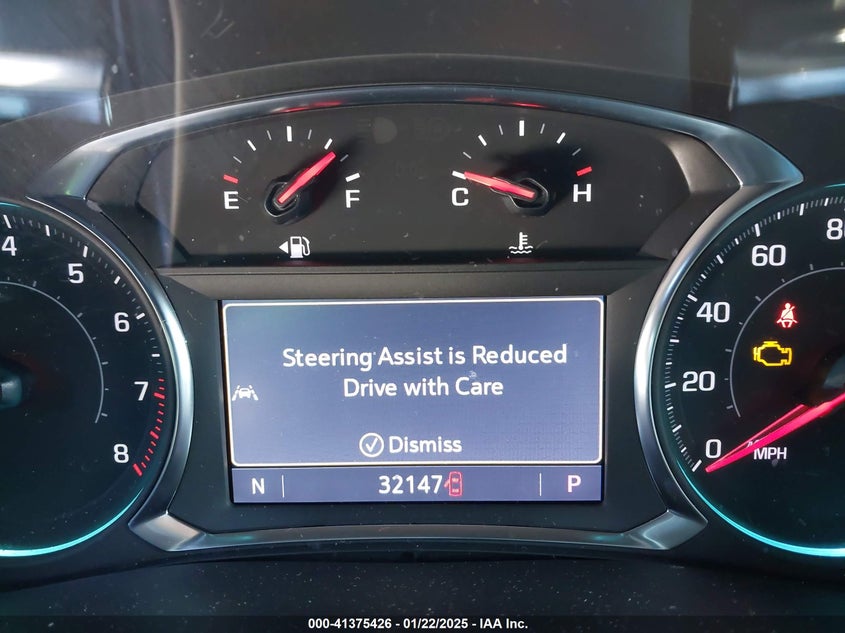 E F
C H
4
5
6
7
8
80
60
40
20
0
MPH
Steering Assist is Reduced
Drive with Care
Dismiss
N 32147 P
000-41375426 - 01/22/2025 - IAA Inc.